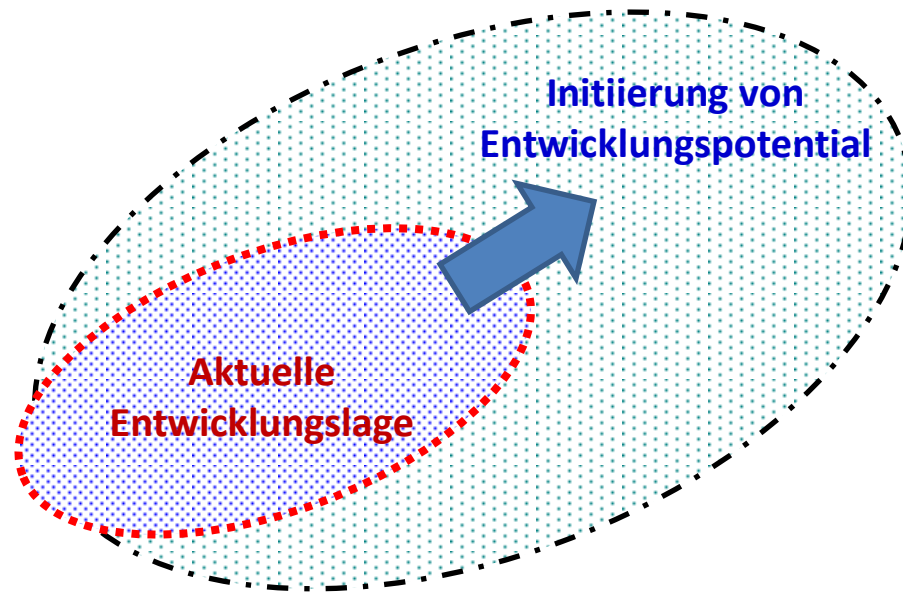 Initiierung von
Entwicklungspotential
Aktuelle
Entwicklungslage